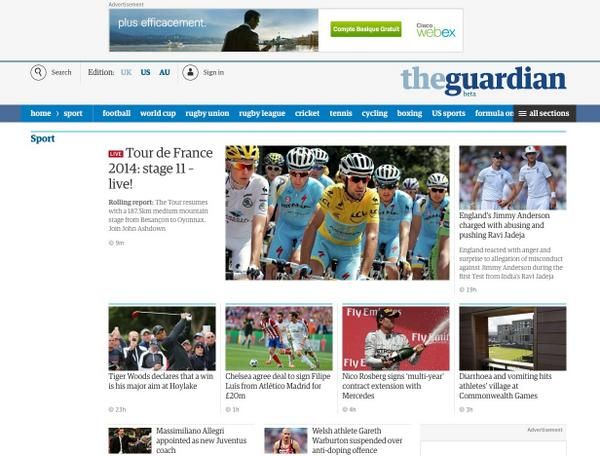 Advertisement
plus efficacement.
Compte Basique Gratuit
Cisco
webex
Search
Edition: UK US AU
Sign in
theguardian
beta
home › sport football world cup rugby union rugby league cricket tennis cycling boxing US sports formula on all sections
Sport
LIVE Tour de France
2014: stage 11 –
live!
Rolling report: The Tour resumes
with a 187.5km medium mountain
stage from Besançon to Oyonnax.
Join John Ashdown
9m
England's Jimmy Anderson
charged with abusing and
pushing Ravi Jadeja
England reacted with anger and
surprise to allegation of misconduct
against Jimmy Anderson during the
first Test from India's Ravi Jadeja
19h
Fly Emirates
Fly Em
Tiger Woods declares that a win
is his major aim at Hoylake
23h
Chelsea agree deal to sign Filipe
Luís from Atlético Madrid for
£20m
1h
Nico Rosberg signs 'multi-year'
contract extension with
Mercedes
4h
Diarrhoea and vomiting hits
athletes' village at
Commonwealth Games
3h
Massimiliano Allegri
appointed as new Juventus
coach
Welsh athlete Gareth
Warburton suspended over
anti-doping offence
Advertisement